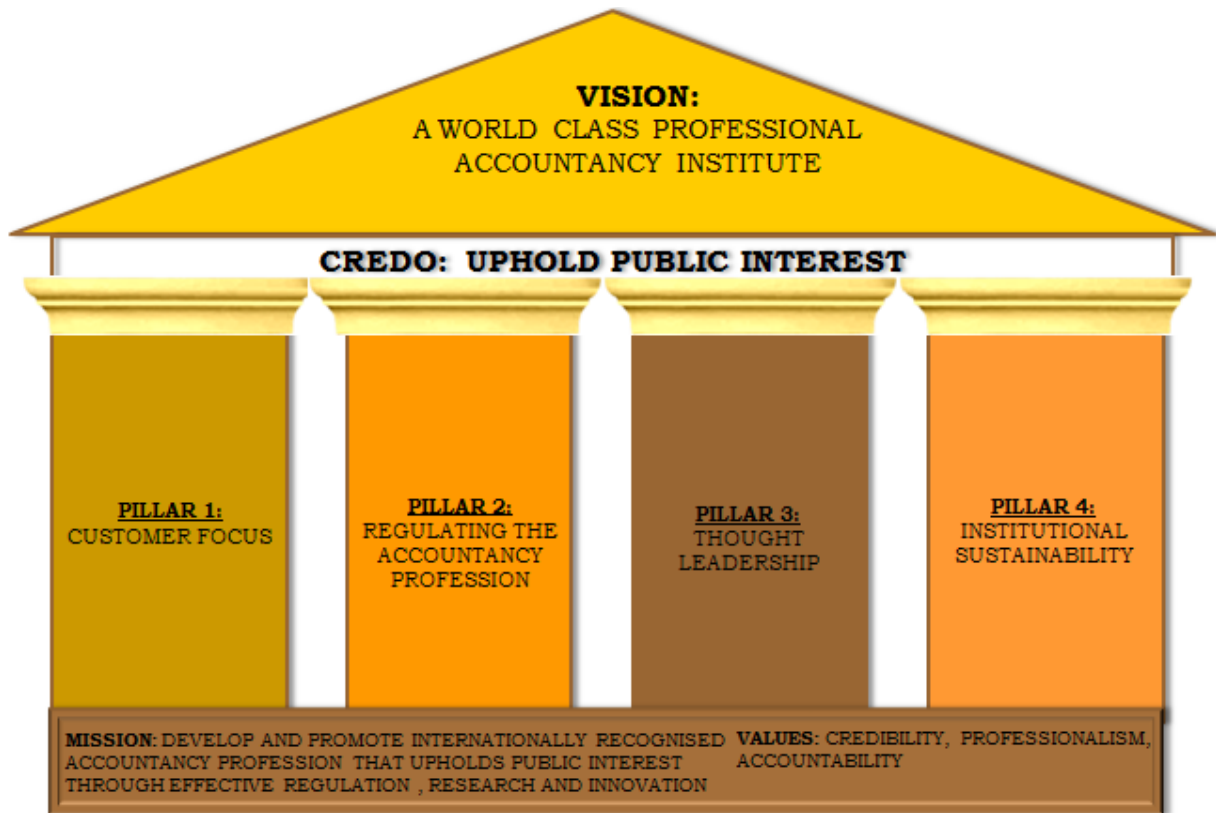 VISION:
A WORLD CLASS PROFESSIONAL
ACCOUNTANCY INSTITUTE
CREDO: UPHOLD PUBLIC INTEREST
PILLAR 1:
CUSTOMER FOCUS
PILLAR 2:
REGULATING THE
ACCOUNTANCY
PROFESSION
PILLAR 3:
THOUGHT
LEADERSHIP
PILLAR 4:
INSTITUTIONAL
SUSTAINABILITY
MISSION: DEVELOP AND PROMOTE INTERNATIONALLY RECOGNISED
ACCOUNTANCY PROFESSION THAT UPHOLDS PUBLIC INTEREST
THROUGH EFFECTIVE REGULATION , RESEARCH AND INNOVATION
VALUES: CREDIBILITY, PROFESSIONALISM,
ACCOUNTABILITY